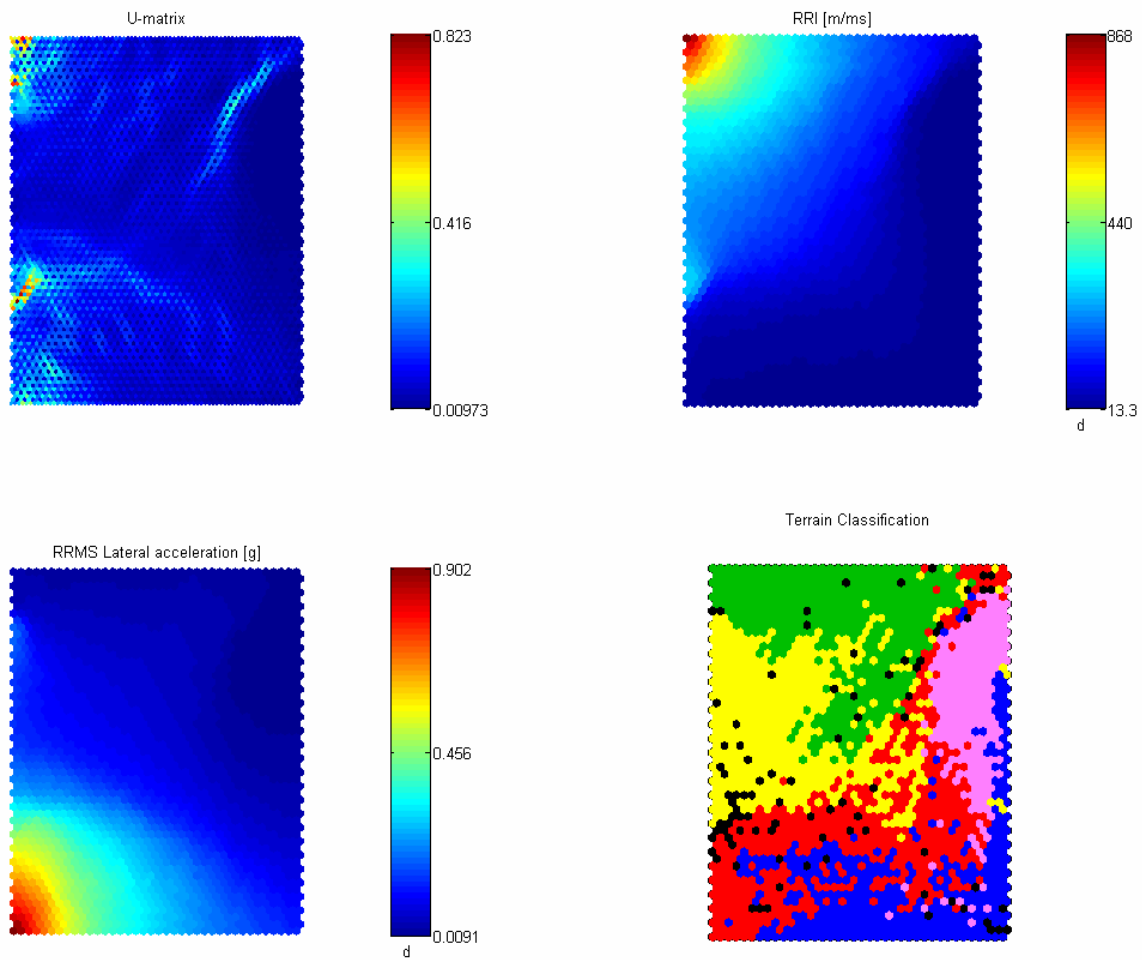 U-matrix
0.823
0.416
0.00973
RRI [m/ms]
868
440
13.3
d
RRMS Lateral acceleration [g]
0.902
0.456
0.0091
d
Terrain Classification